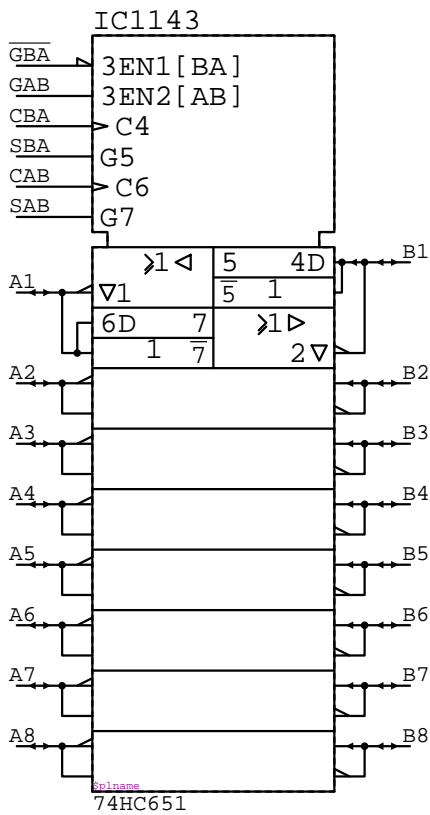 IC1143
GBA
3EN1[BA]
GAB
3EN2[AB]
CBA
C4
SBA
G5
CAB
C6
SAB
G7
≥1 ◁ 5 4D B1
A1 ▽1 5 1
6D 7 ≥1 ▷
1 7 2 ▽
A2 B2
A3 B3
A4 B4
A5 B5
A6 B6
A7 B7
A8 B8
Splname
74HC651